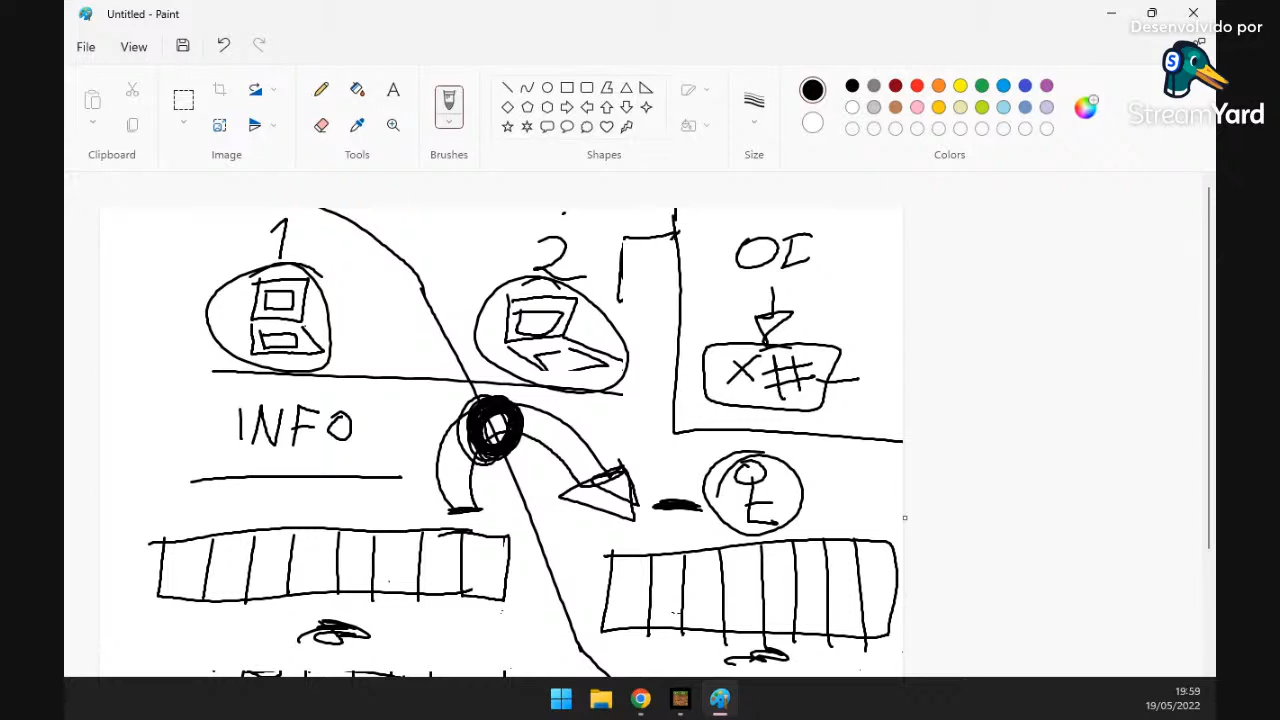 Untitled - Paint
Desenvolvido por
StreamYard
File View
Clipboard Image Tools Brushes Shapes Size Colors
1 2 OI
X#
INFO
19:59
19/05/2022